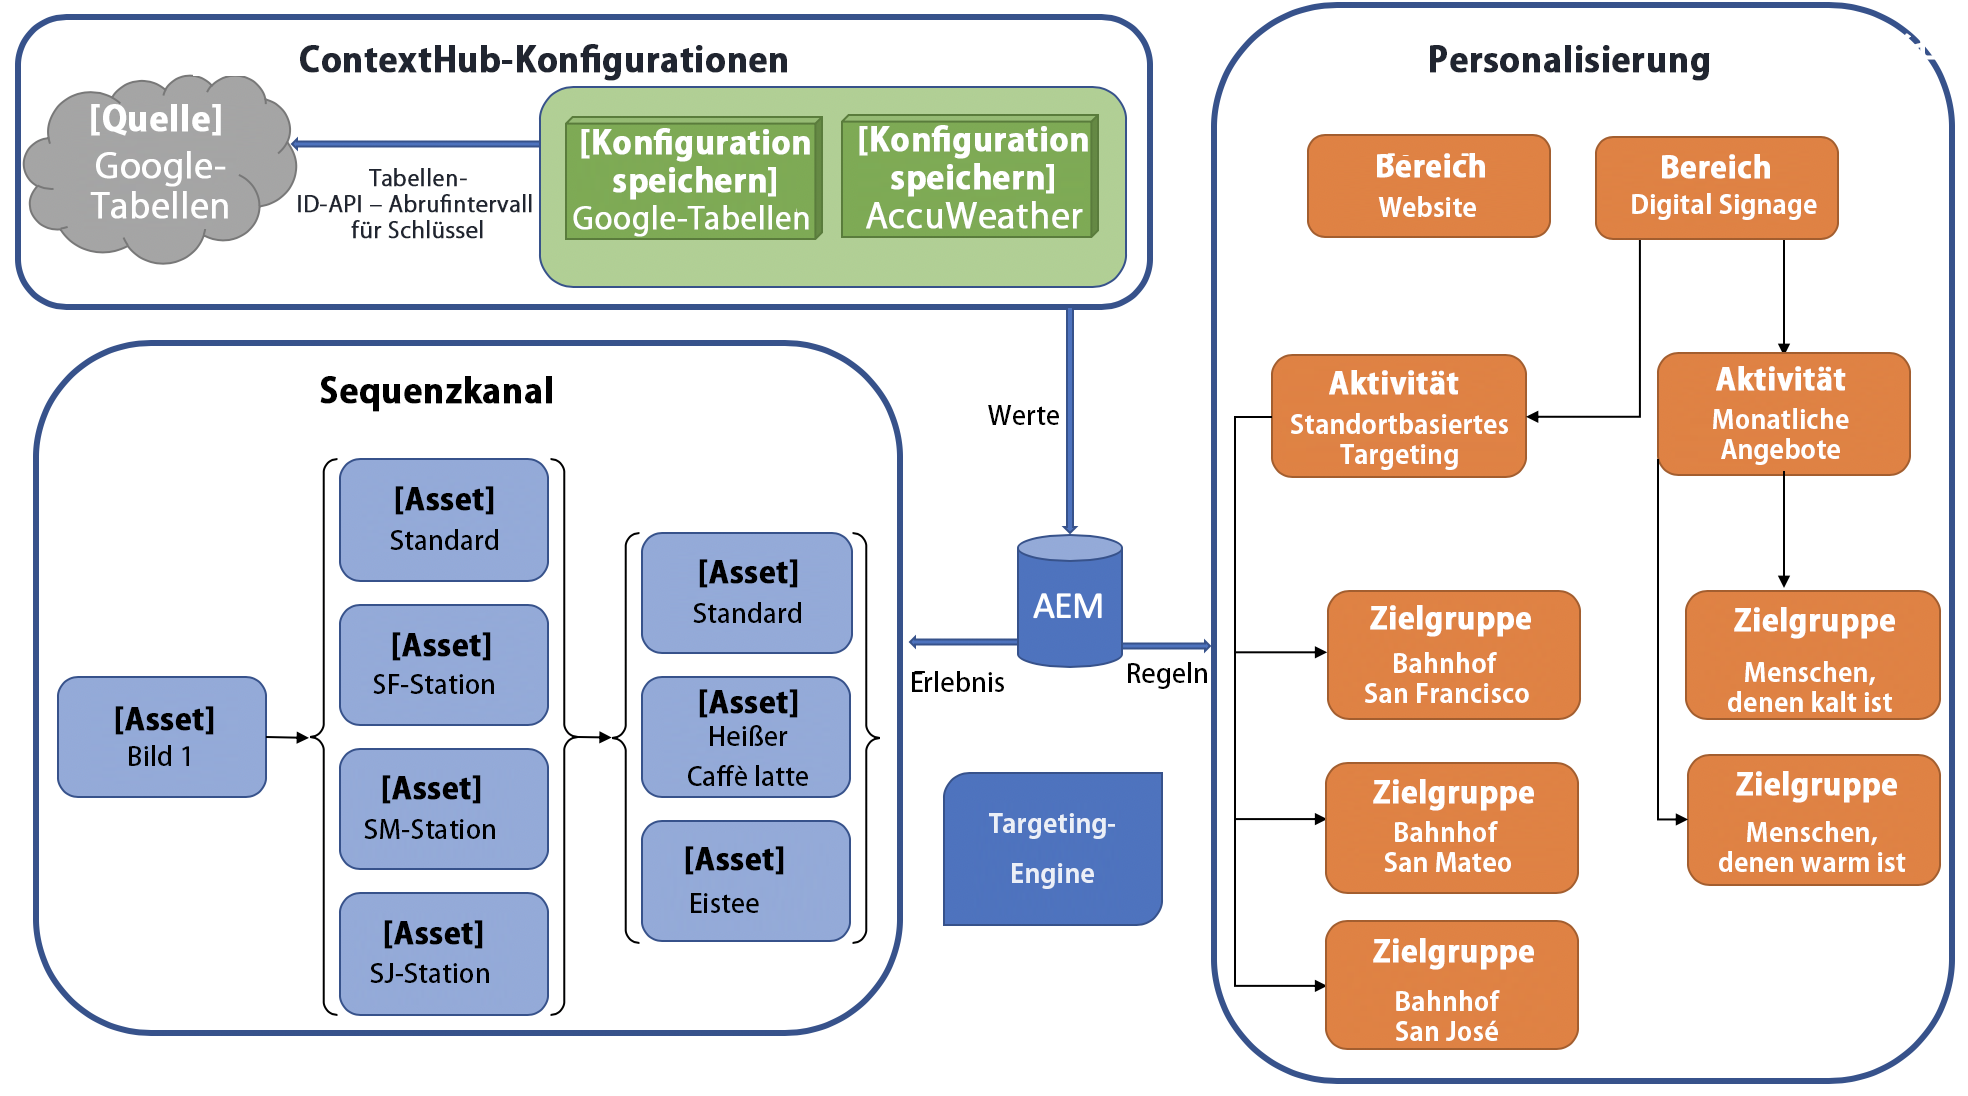 ContextHub-Konfigurationen
[Quelle]
Google-
Tabellen
Tabellen-
ID-API – Abrufintervall
für Schlüssel
[Konfiguration
speichern]
Google-Tabellen
[Konfiguration
speichern]
AccuWeather
Sequenzkanal
[Asset]
Bild 1
[Asset]
Standard
[Asset]
SF-Station
[Asset]
SM-Station
[Asset]
SJ-Station
[Asset]
Standard
[Asset]
Heißer
Caffè latte
[Asset]
Eistee
Werte
AEM
Erlebnis
Regeln
Targeting-
Engine
Personalisierung
Bereich
Website
Bereich
Digital Signage
Aktivität
Standortbasiertes
Targeting
Aktivität
Monatliche
Angebote
Zielgruppe
Bahnhof
San Francisco
Zielgruppe
Menschen,
denen kalt ist
Zielgruppe
Bahnhof
San Mateo
Zielgruppe
Menschen,
denen warm ist
Zielgruppe
Bahnhof
San José